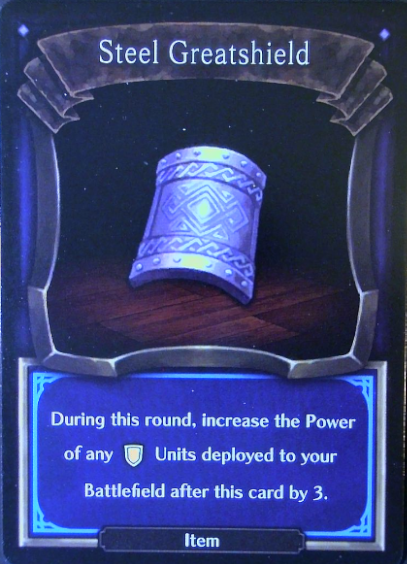 Steel Greatshield
During this round, increase the Power
of any Units deployed to your
Battlefield after this card by 3.
Item